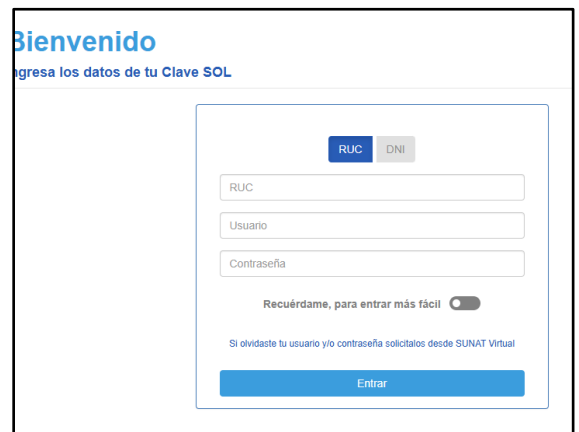 Bienvenido
ngresa los datos de tu Clave SOL
RUC DNI
RUC
Usuario
Contraseña
Recuérdame, para entrar más fácil
Si olvidaste tu usuario y/o contraseña solicitalos desde SUNAT Virtual
Entrar